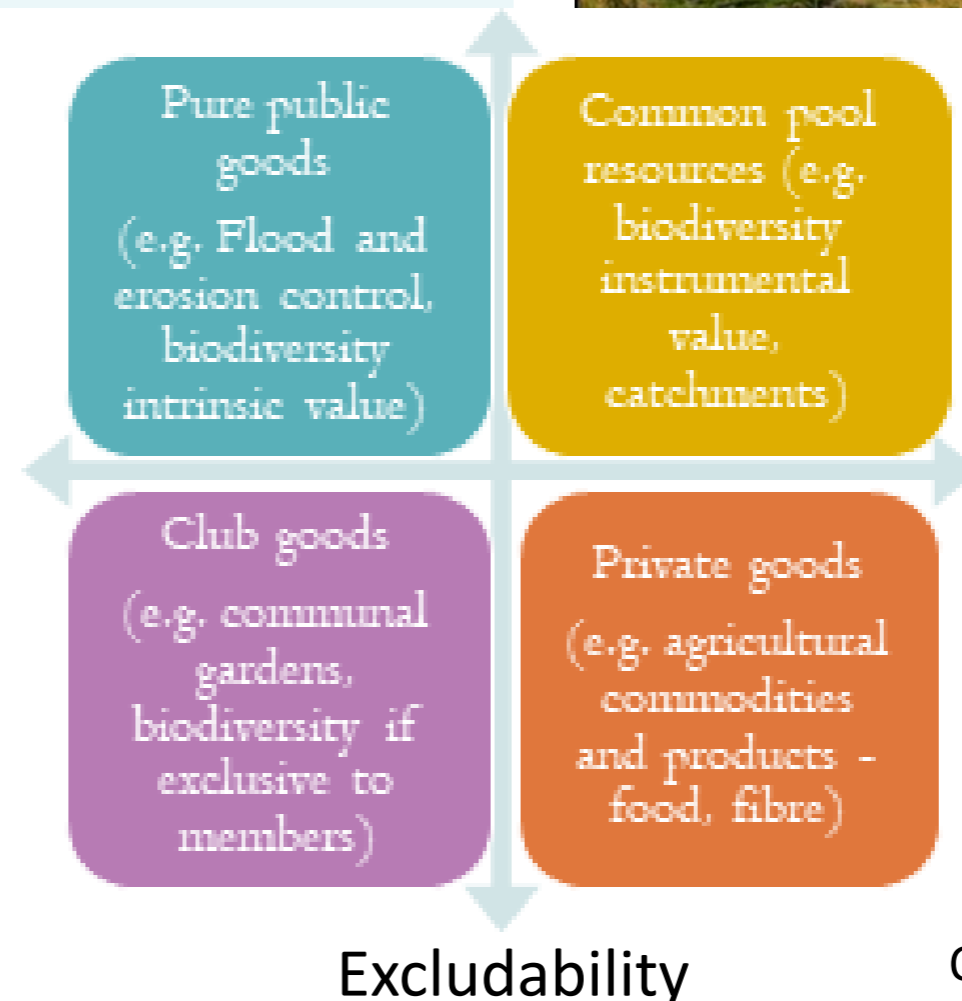 Pure public
goods
(e.g. Flood and
erosion control,
biodiversity
intrinsic value)
Common pool
resources (e.g.
biodiversity
instrumental
value,
catchments)
Club goods
(e.g. communal
gardens,
biodiversity if
exclusive to
members)
Private goods
(e.g. agricultural
commodities
and products -
food, fibre)
Excludability